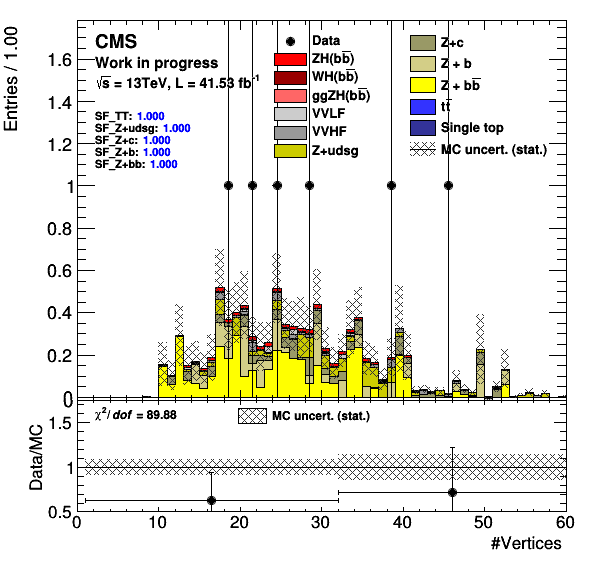 CMS
Work in progress
√s = 13TeV, L = 41.53 fb⁻¹
SF_TT: 1.000
SF_Z+udsg: 1.000
SF_Z+c: 1.000
SF_Z+b: 1.000
SF_Z+bb: 1.000
Data
ZH(bb̅)
WH(bb̅)
ggZH(bb̅)
VVLF
VVHF
Z+udsg
Z+c
Z + b
Z + bb̅
tt̅
Single top
MC uncert. (stat.)
Entries / 1.00
1.6
1.4
1.2
1
0.8
0.6
0.4
0.2
0
χ²/dof = 89.88
MC uncert. (stat.)
Data/MC
1.5
1
0.5
0 10 20 30 40 50 60
#Vertices